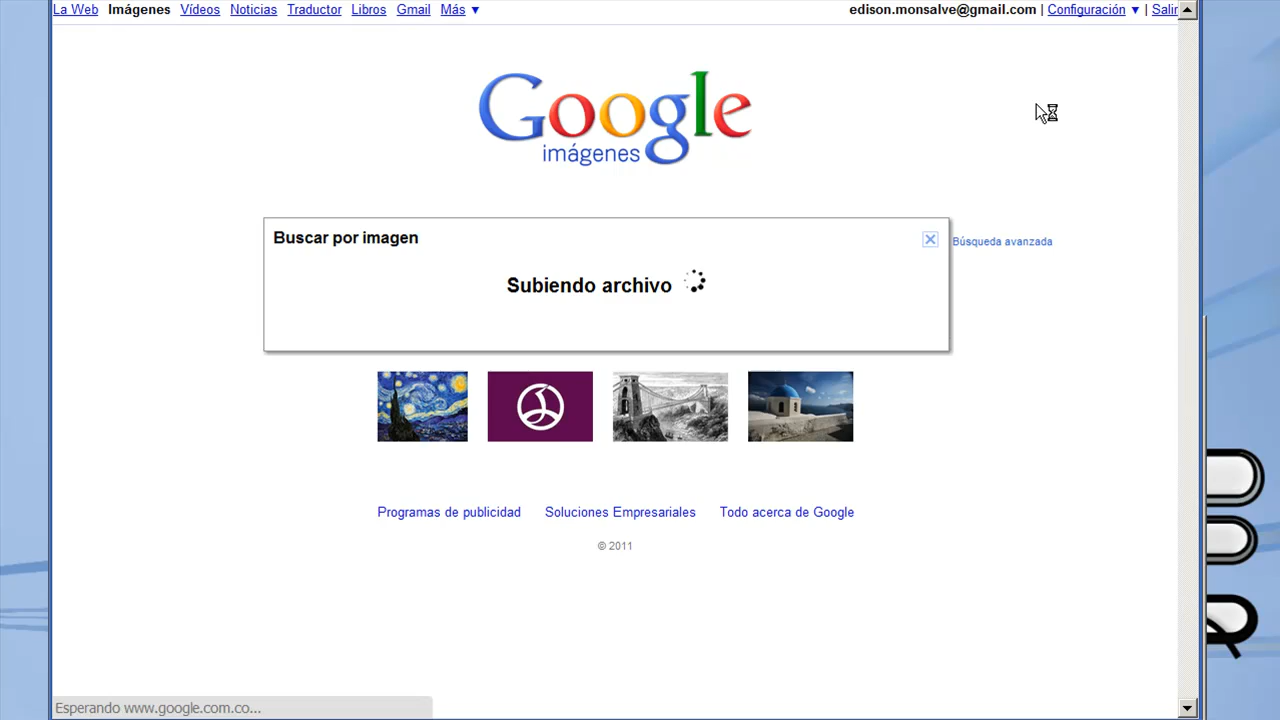 La Web Imágenes Vídeos Noticias Traductor Libros Gmail Más ▼ edison.monsalve@gmail.com | Configuración ▼ | Salir
Google
imágenes
Buscar por imagen
Búsqueda avanzada
Subiendo archivo
Programas de publicidad Soluciones Empresariales Todo acerca de Google
© 2011
Esperando www.google.com.co...